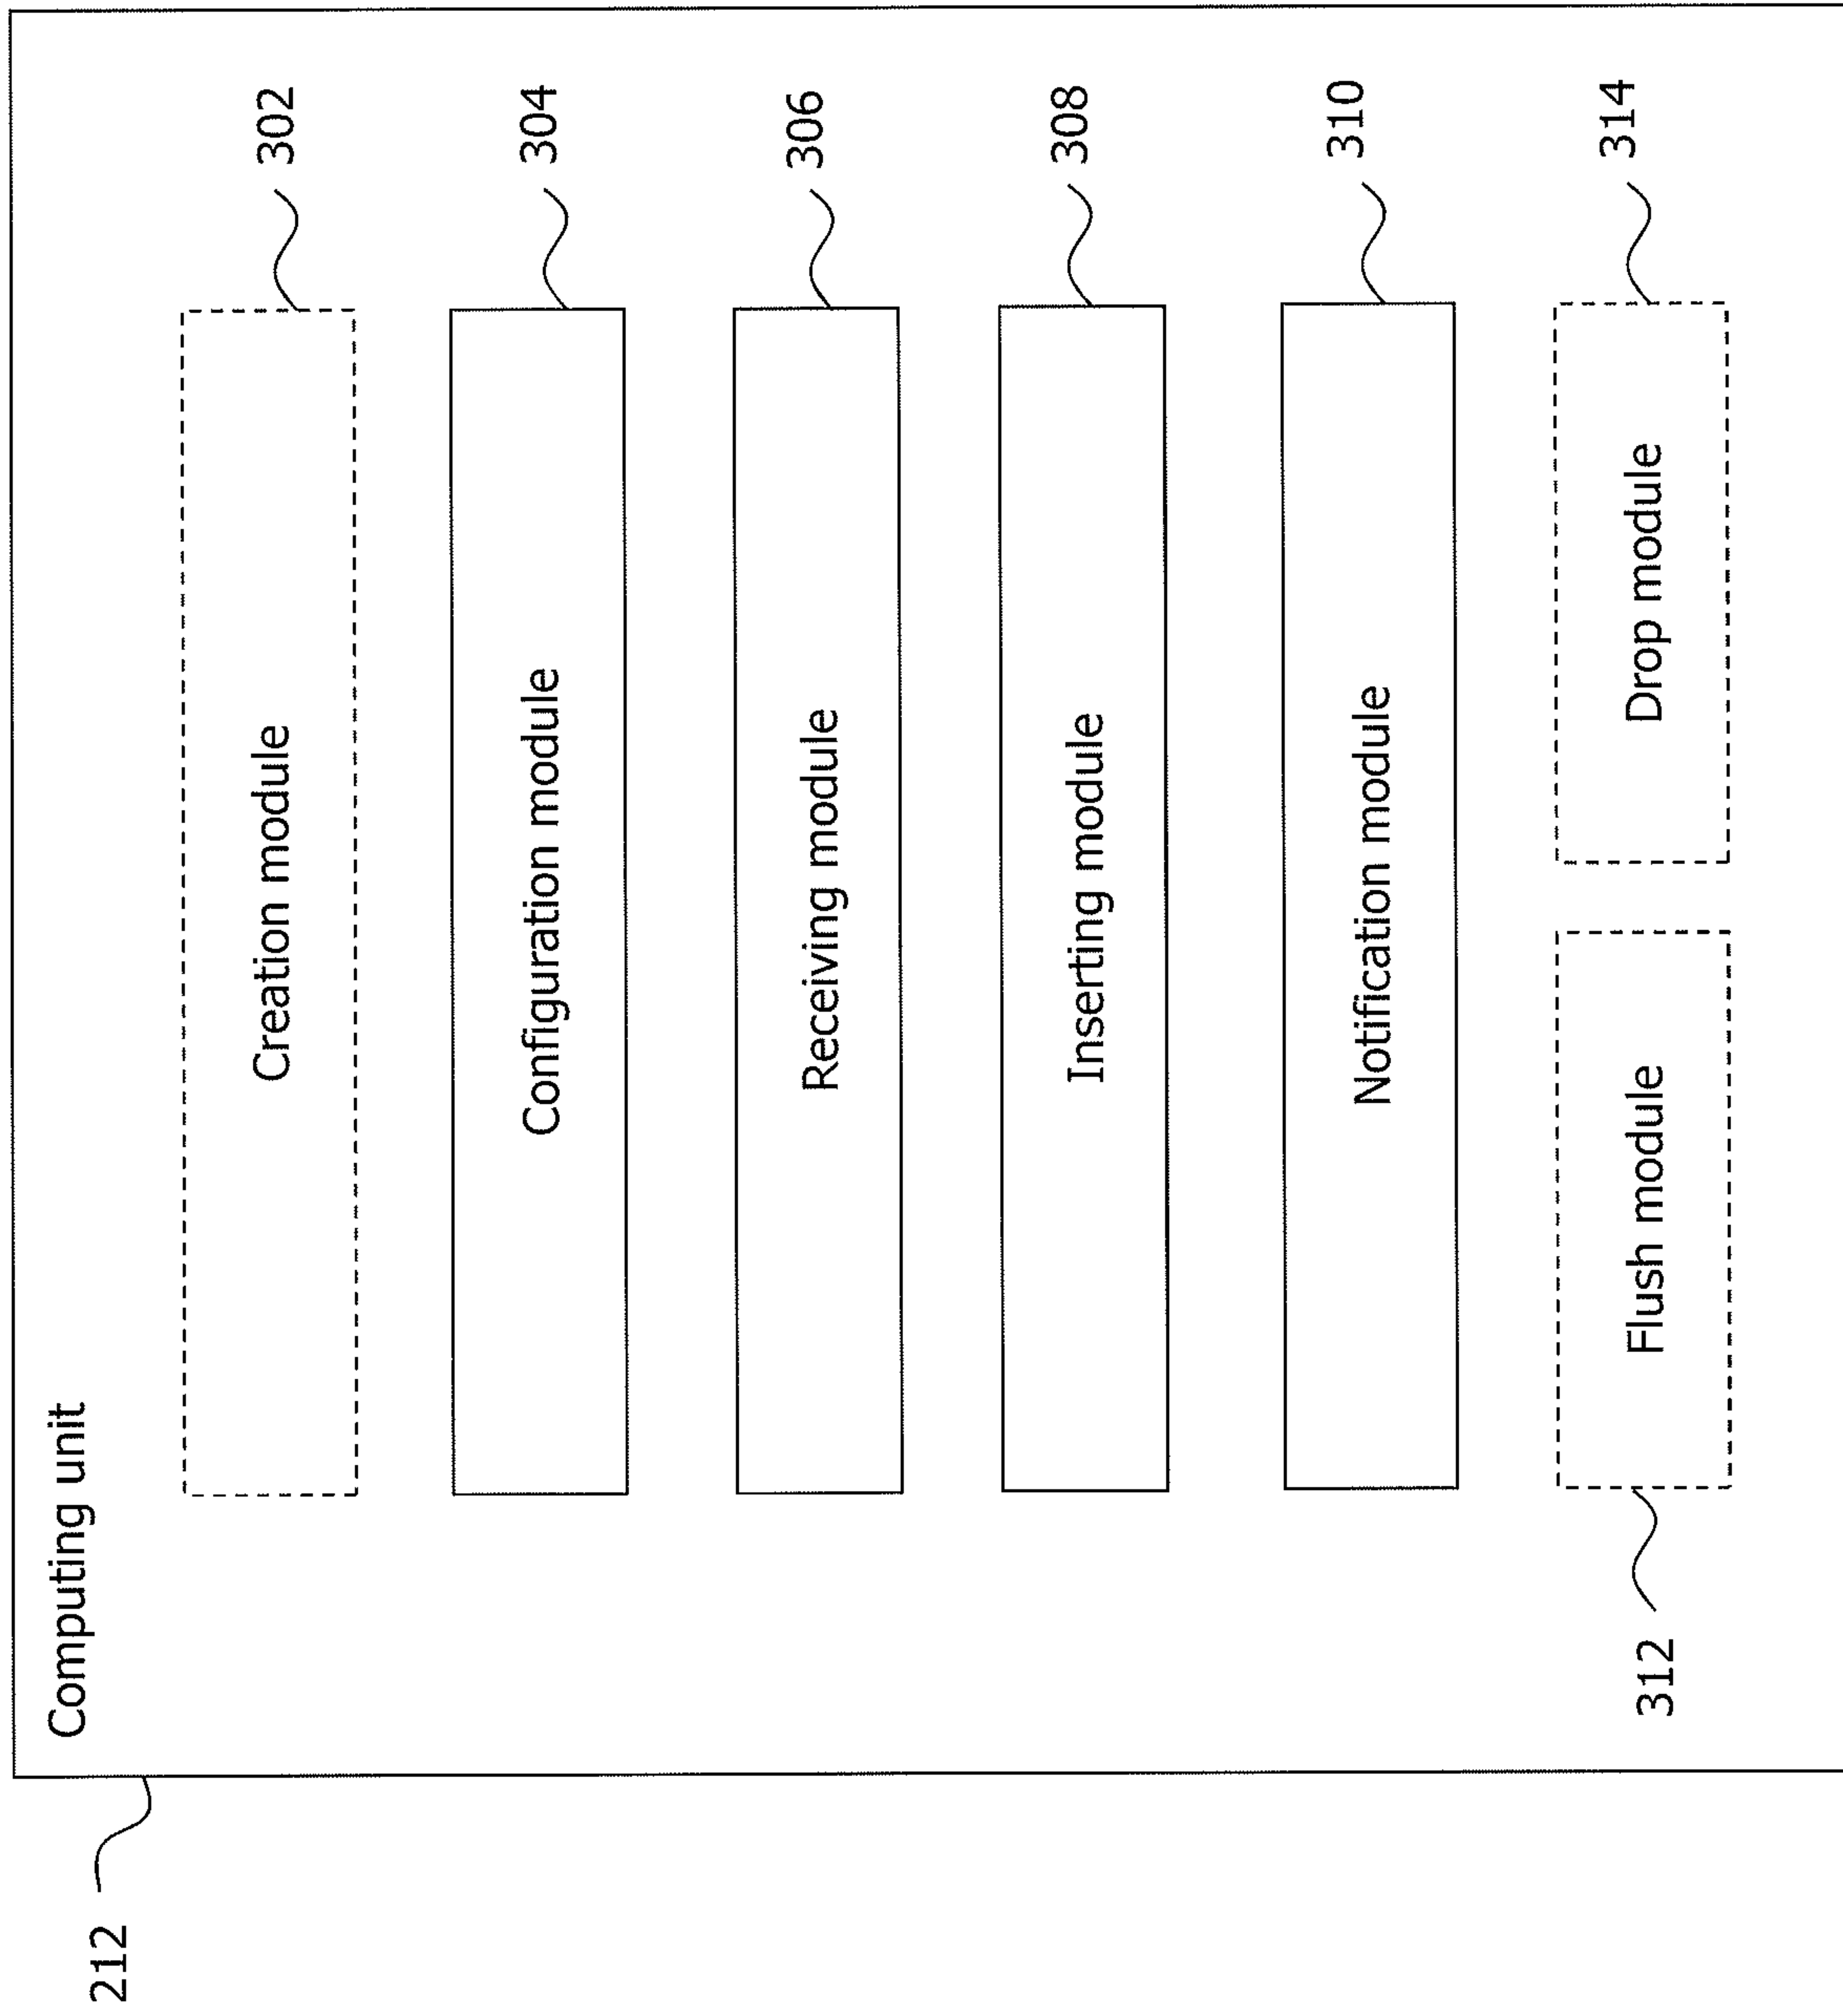 212
Computing unit
Creation module
302
Configuration module
304
Receiving module
306
Inserting module
308
Notification module
310
312
Flush module
Drop module
314